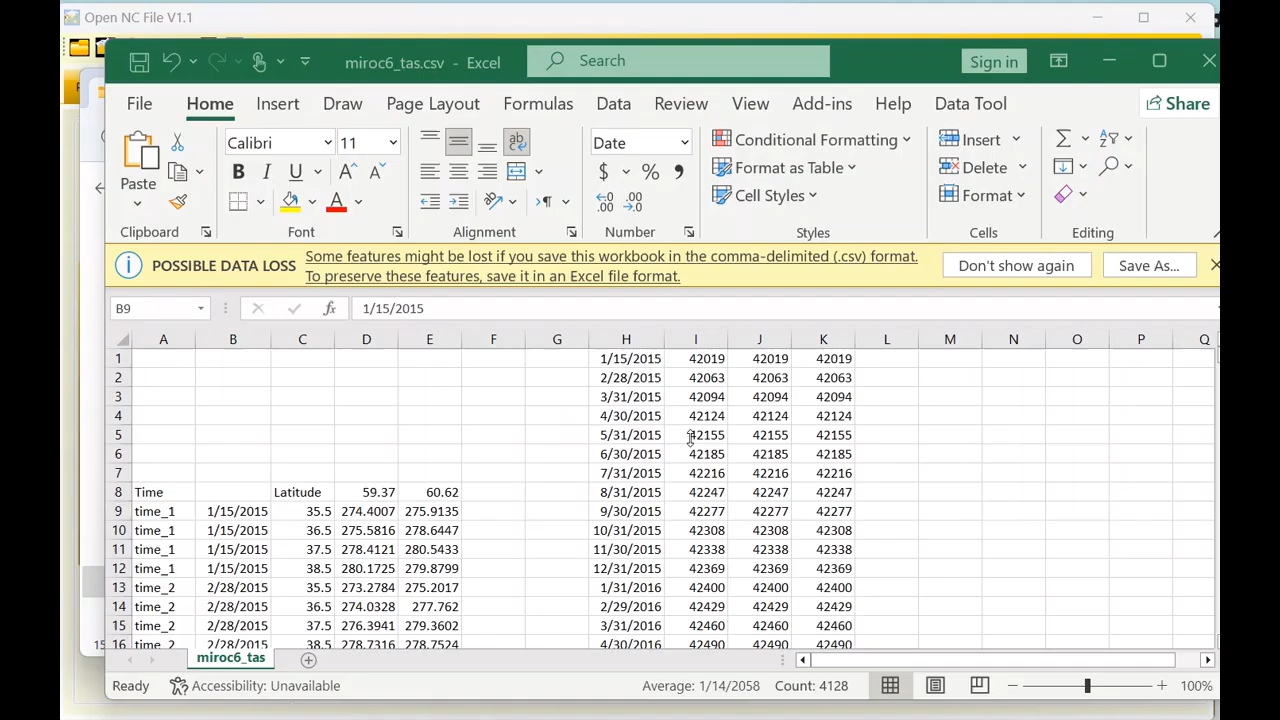 Open NC File V1.1
miroc6_tas.csv - Excel
Search
Sign in
File Home Insert Draw Page Layout Formulas Data Review View Add-ins Help Data Tool
Share
Paste
Calibri 11
B I U
Date
$ %
Conditional Formatting
Format as Table
Cell Styles
Insert
Delete
Format
Clipboard Font Alignment Number Styles Cells Editing
POSSIBLE DATA LOSS
Some features might be lost if you save this workbook in the comma-delimited (.csv) format.
To preserve these features, save it in an Excel file format.
Don't show again
Save As...
B9
fx
1/15/2015
A B C D E F G H I J K L M N O P Q
1 1/15/2015 42019 42019 42019
2 2/28/2015 42063 42063 42063
3 3/31/2015 42094 42094 42094
4 4/30/2015 42124 42124 42124
5 5/31/2015 42155 42155 42155
6 6/30/2015 42185 42185 42185
7 7/31/2015 42216 42216 42216
8 Time Latitude 59.37 60.62 8/31/2015 42247 42247 42247
9 time_1 1/15/2015 35.5 274.4007 275.9135 9/30/2015 42277 42277 42277
10 time_1 1/15/2015 36.5 275.5816 278.6447 10/31/2015 42308 42308 42308
11 time_1 1/15/2015 37.5 278.4121 280.5433 11/30/2015 42338 42338 42338
12 time_1 1/15/2015 38.5 280.1725 279.8799 12/31/2015 42369 42369 42369
13 time_2 2/28/2015 35.5 273.2784 275.2017 1/31/2016 42400 42400 42400
14 time_2 2/28/2015 36.5 274.0328 277.762 2/29/2016 42429 42429 42429
15 time_2 2/28/2015 37.5 276.3941 279.3602 3/31/2016 42460 42460 42460
16 time_2 2/28/2015 38.5 278.7316 278.7524 4/30/2016 42490 42490 42490
miroc6_tas
Ready
Accessibility: Unavailable
Average: 1/14/2058
Count: 4128
100%